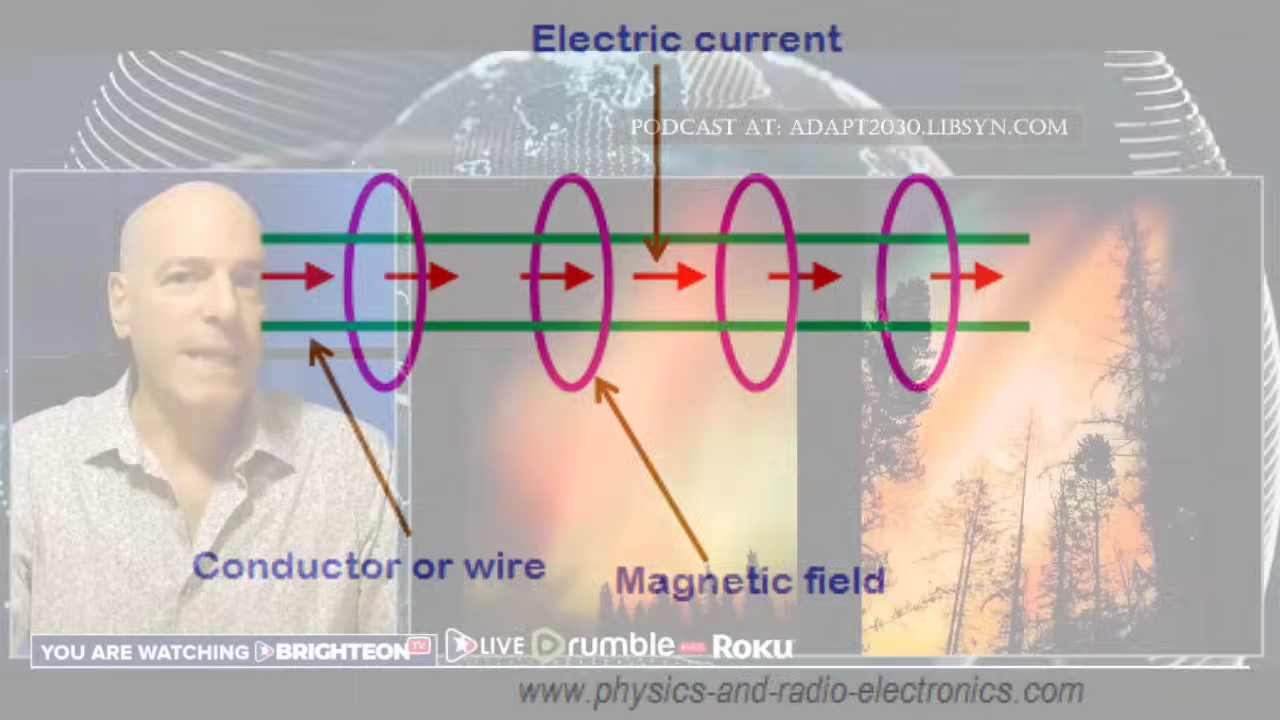 Electric current
PODCAST AT: ADAPT2030.LIBSYN.COM
Conductor or wire
Magnetic field
YOU ARE WATCHING BRIGHTEON TV
LIVE rumble Roku
www.physics-and-radio-electronics.com